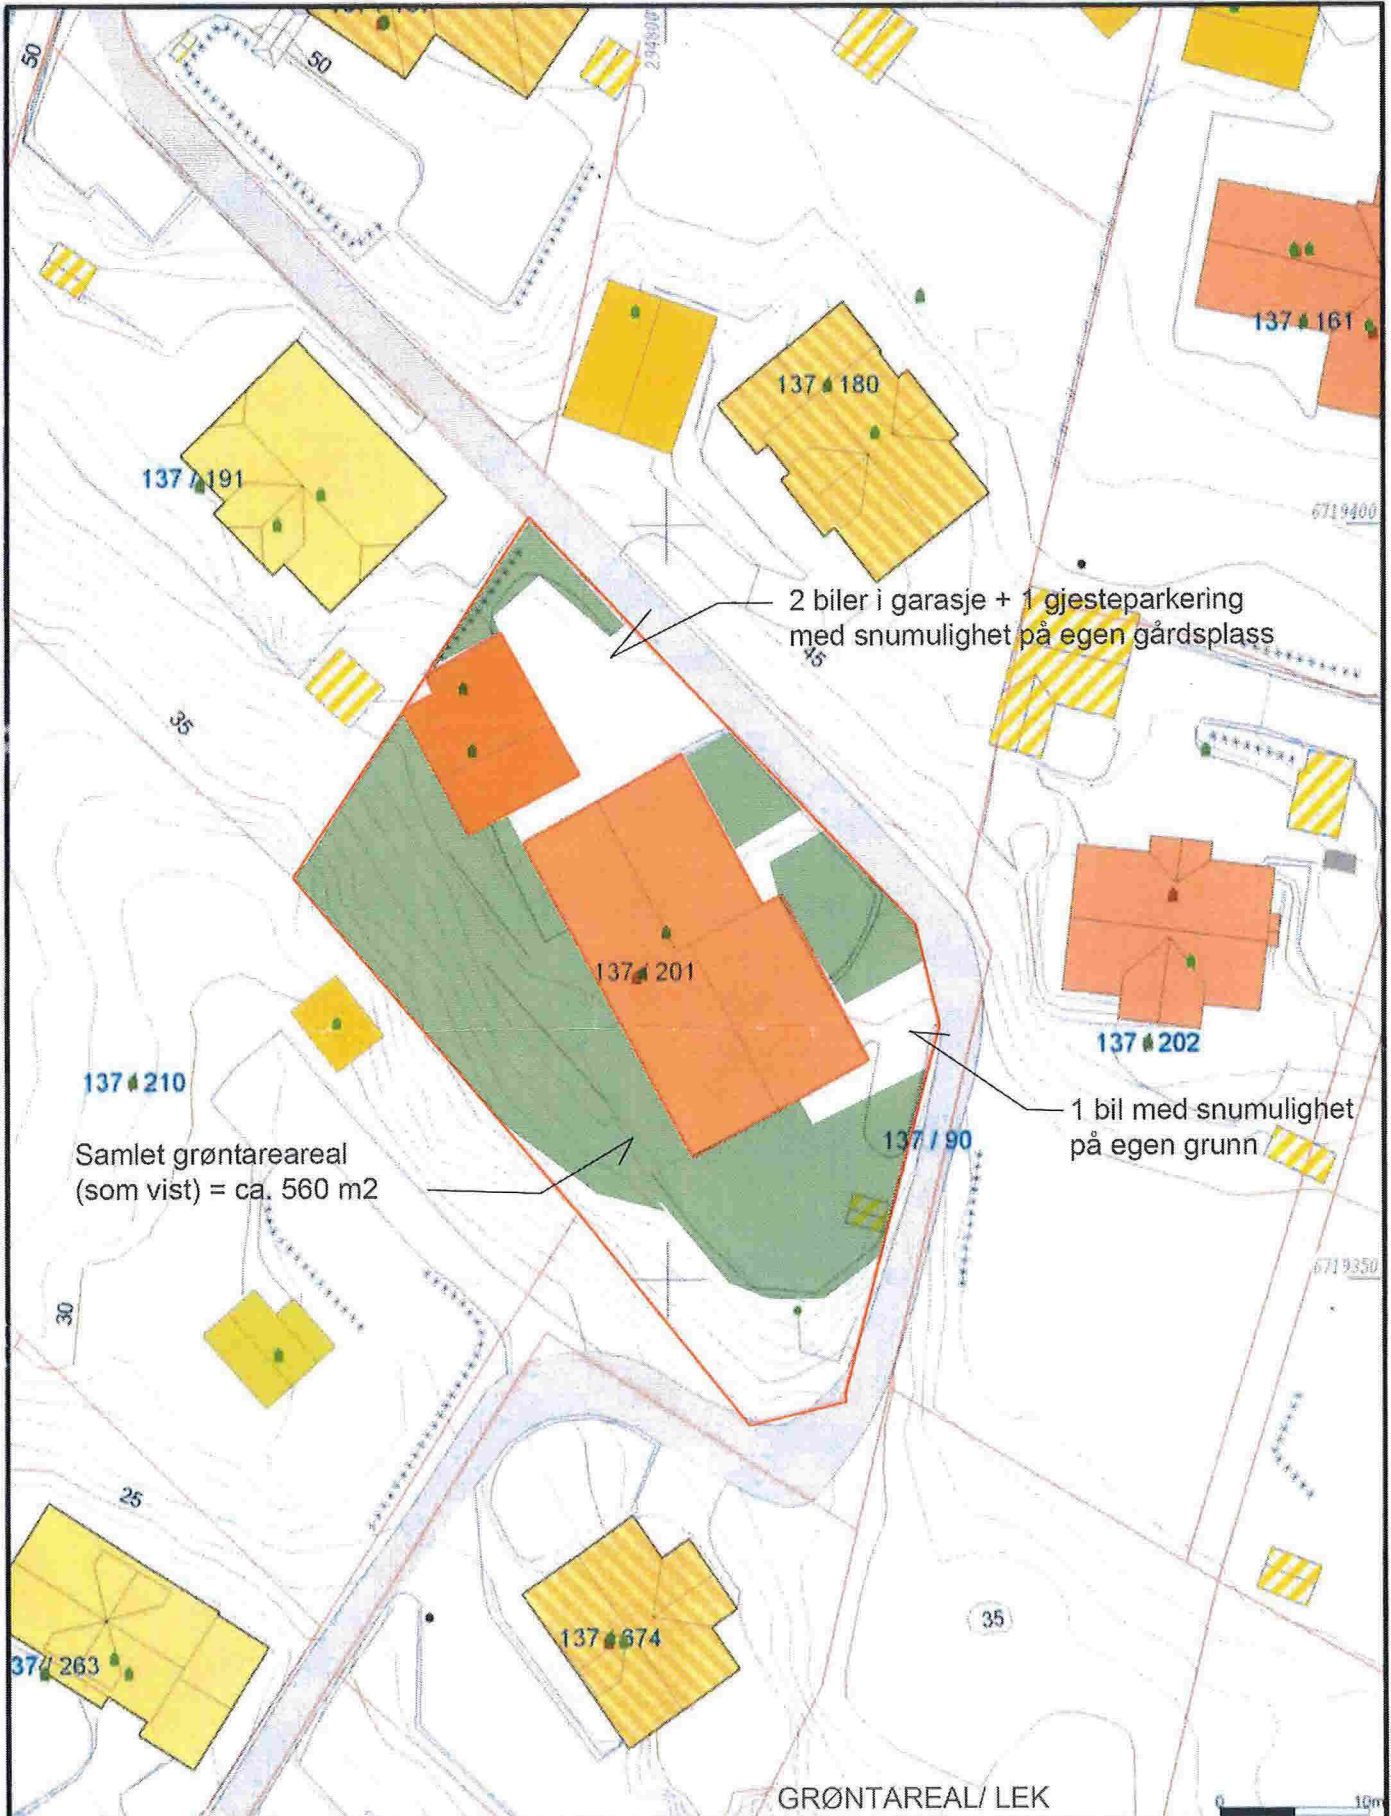 50
50
294800
137 161
137 180
137 / 191
6719400
2 biler i garasje + 1 gjesteparkering
med snumulighet på egen gårdsplass
45
35
137 201
137 202
137 210
1 bil med snumulighet
på egen grunn
137 / 90
Samlet grøntareareal
(som vist) = ca. 560 m2
6719350
30
25
35
137 674
37 / 263
GRØNTAREAL/ LEK
0 10m